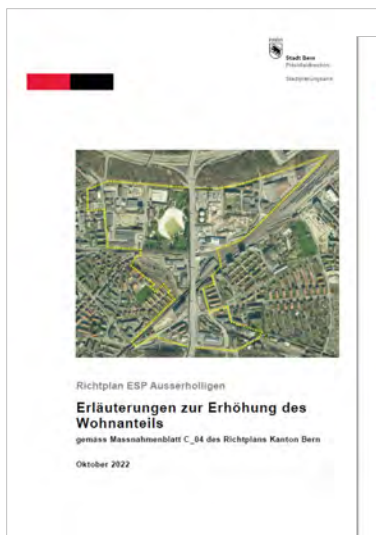 Stadt Bern
Präsidialdirektion
Stadtplanungsamt
Richtplan ESP Ausserholligen
Erläuterungen zur Erhöhung des
Wohnanteils
gemäss Massnahmenblatt C_04 des Richtplans Kanton Bern
Oktober 2022